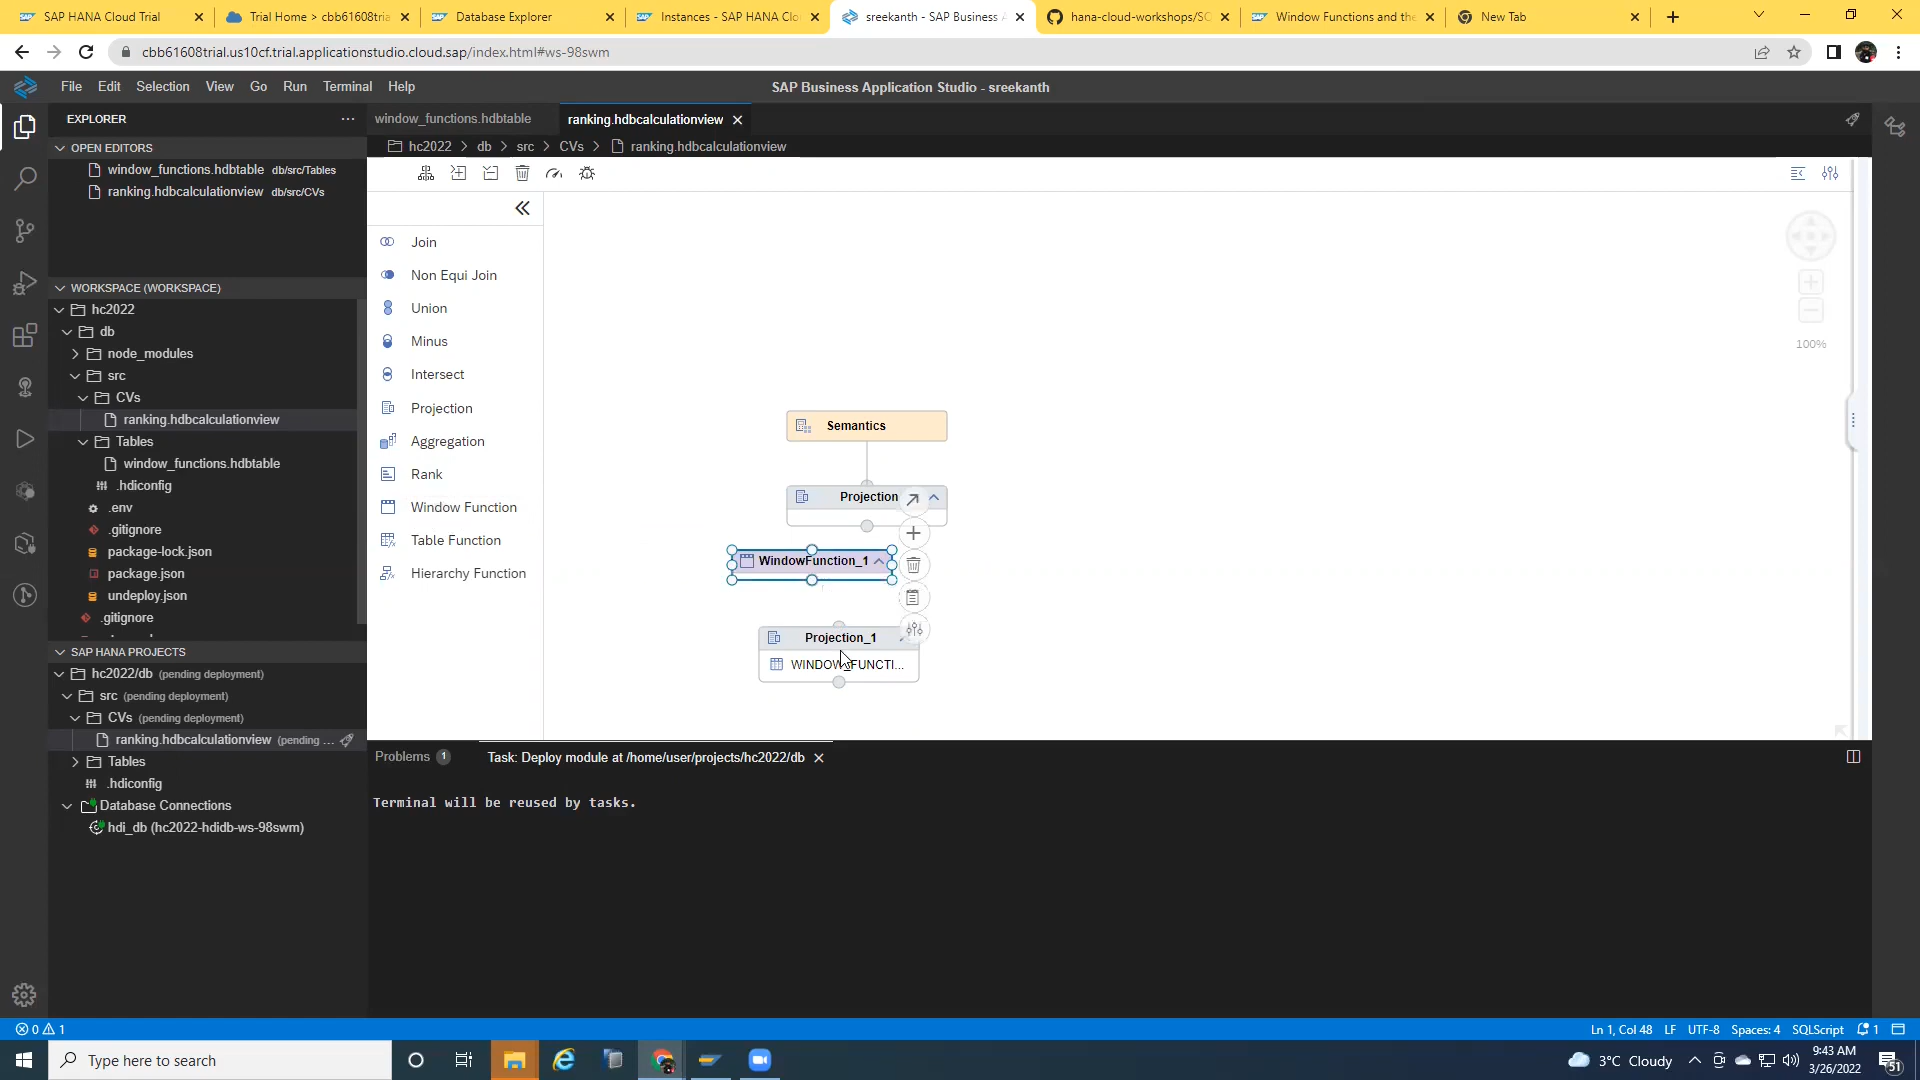 SAP HANA Cloud Trial
Trial Home > cbb61608tria
Database Explorer
Instances - SAP HANA Clo
sreekanth - SAP Business A
hana-cloud-workshops/SC
Window Functions and the
New Tab
cbb61608trial.us10cf.trial.applicationstudio.cloud.sap/index.html#ws-98swm
File Edit Selection View Go Run Terminal Help
SAP Business Application Studio - sreekanth
EXPLORER
window_functions.hdbtable
ranking.hdbcalculationview
OPEN EDITORS
window_functions.hdbtable db/src/Tables
ranking.hdbcalculationview db/src/CVs
hc2022 > db > src > CVs > ranking.hdbcalculationview
WORKSPACE (WORKSPACE)
hc2022
db
node_modules
src
CVs
ranking.hdbcalculationview
Tables
window_functions.hdbtable
.hdiconfig
.env
.gitignore
package-lock.json
package.json
undeploy.json
.gitignore
SAP HANA PROJECTS
hc2022/db (pending deployment)
src (pending deployment)
CVs (pending deployment)
ranking.hdbcalculationview (pending ...
Tables
.hdiconfig
Database Connections
hdi_db (hc2022-hdidb-ws-98swm)
Join
Non Equi Join
Union
Minus
Intersect
Projection
Aggregation
Rank
Window Function
Table Function
Hierarchy Function
Semantics
Projection
WindowFunction_1
Projection_1
WINDOW_FUNCTI...
100%
Problems 1
Task: Deploy module at /home/user/projects/hc2022/db
Terminal will be reused by tasks.
0 1
Ln 1, Col 48 LF UTF-8 Spaces: 4 SQLScript 1
Type here to search
3°C Cloudy
9:43 AM
3/26/2022
51